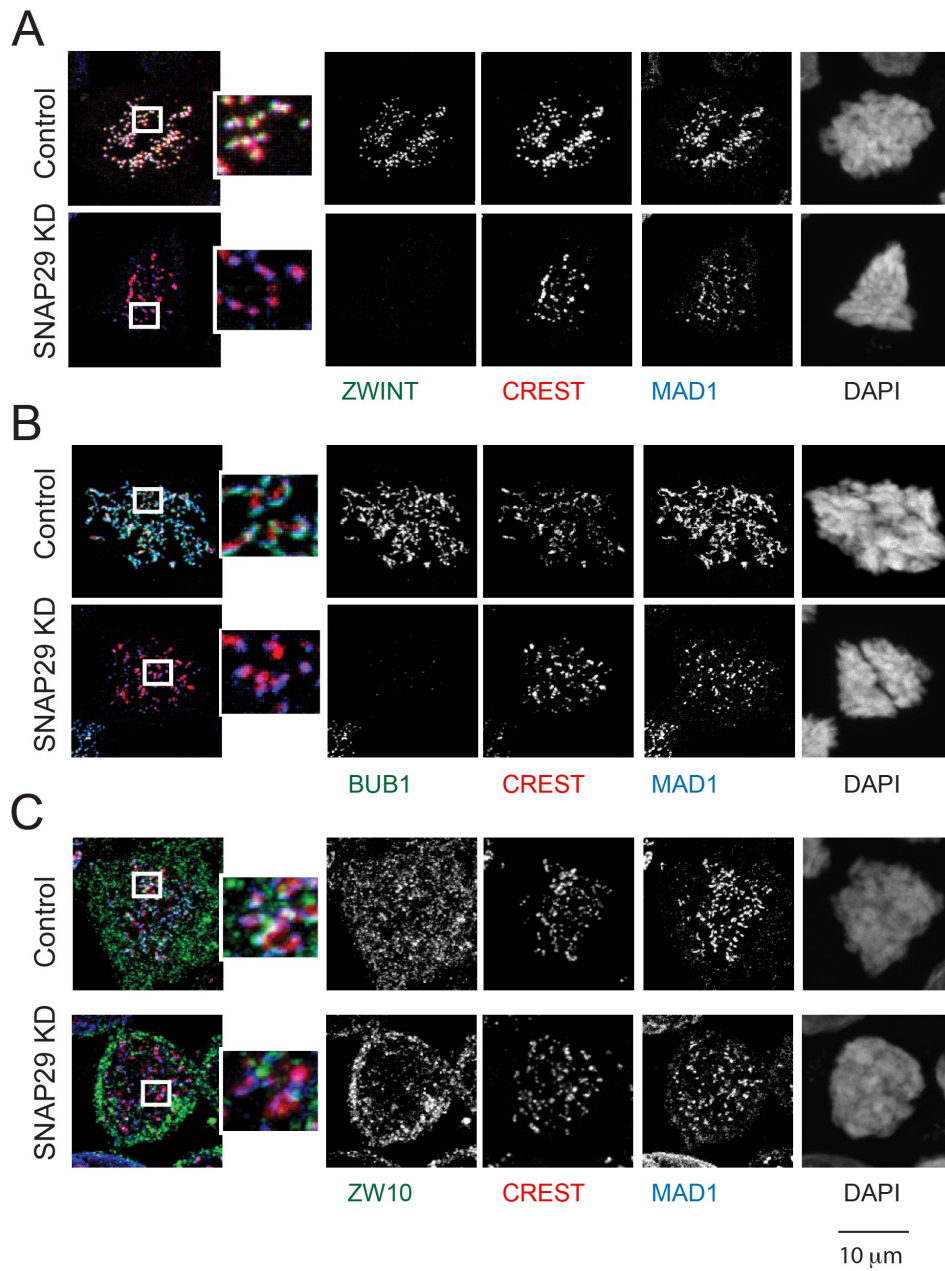 A
Control
SNAP29 KD
ZWINT CREST MAD1 DAPI
B
Control
SNAP29 KD
BUB1 CREST MAD1 DAPI
C
Control
SNAP29 KD
ZW10 CREST MAD1 DAPI
10 μm